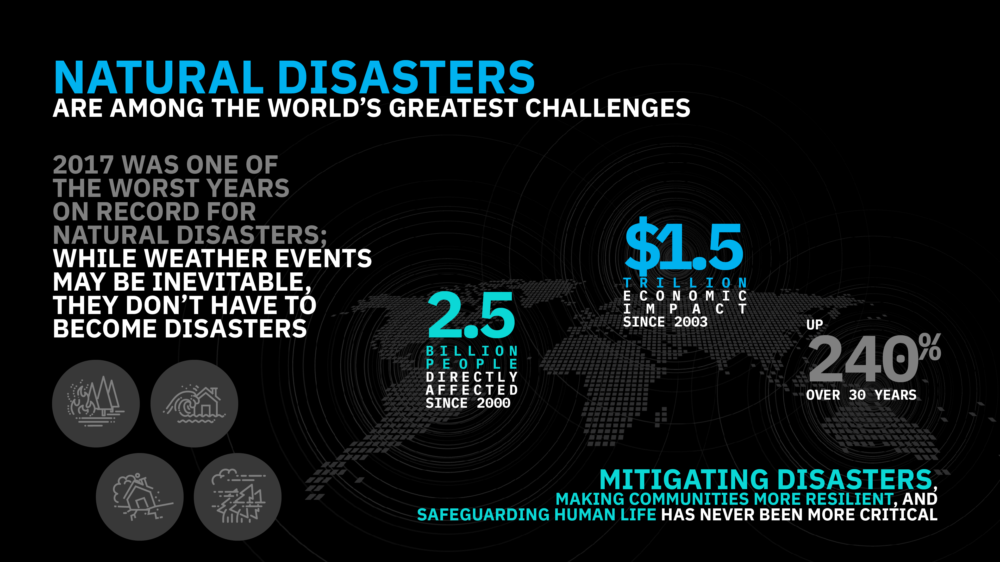 NATURAL DISASTERS
ARE AMONG THE WORLD’S GREATEST CHALLENGES
2017 WAS ONE OF
THE WORST YEARS
ON RECORD FOR
NATURAL DISASTERS;
WHILE WEATHER EVENTS
MAY BE INEVITABLE,
THEY DON’T HAVE TO
BECOME DISASTERS
2.5
BILLION
PEOPLE
DIRECTLY
AFFECTED
SINCE 2000
$1.5
TRILLION
ECONOMIC
IMPACT
SINCE 2003
UP
240%
OVER 30 YEARS
MITIGATING DISASTERS,
MAKING COMMUNITIES MORE RESILIENT, AND
SAFEGUARDING HUMAN LIFE HAS NEVER BEEN MORE CRITICAL